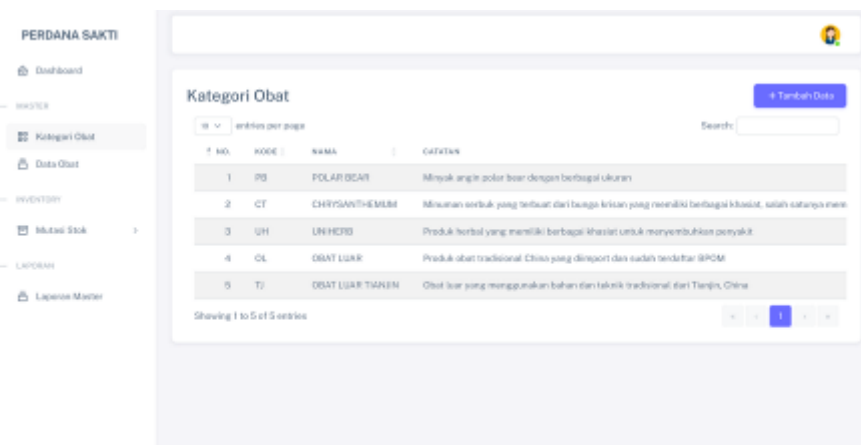 PERDANA SAKTI
Dashboard
MASTER
Kategori Obat
Data Obat
INVENTORY
Mutasi Stok
LAPORAN
Laporan Master
Kategori Obat
+ Tambah Data
10 entries per page
Search:
NO. KODE NAMA CATATAN
1 PB POLAR BEAR Minyak angin polar bear dengan berbagai ukuran
2 CT CHRYSANTHEMUM Minuman serbuk yang terbuat dari bunga krisan yang memiliki berbagai khasiat, salah satunya mem
3 UH UNIHERB Produk herbal yang memiliki berbagai khasiat untuk menyembuhkan penyakit
4 OL OBAT LUAR Produk obat tradisional China yang diimport dan sudah terdaftar BPOM
5 TJ OBAT LUAR TIANJIN Obat luar yang menggunakan bahan dan teknik tradisional dari Tianjin, China
Showing 1 to 5 of 5 entries
« ‹ 1 › »